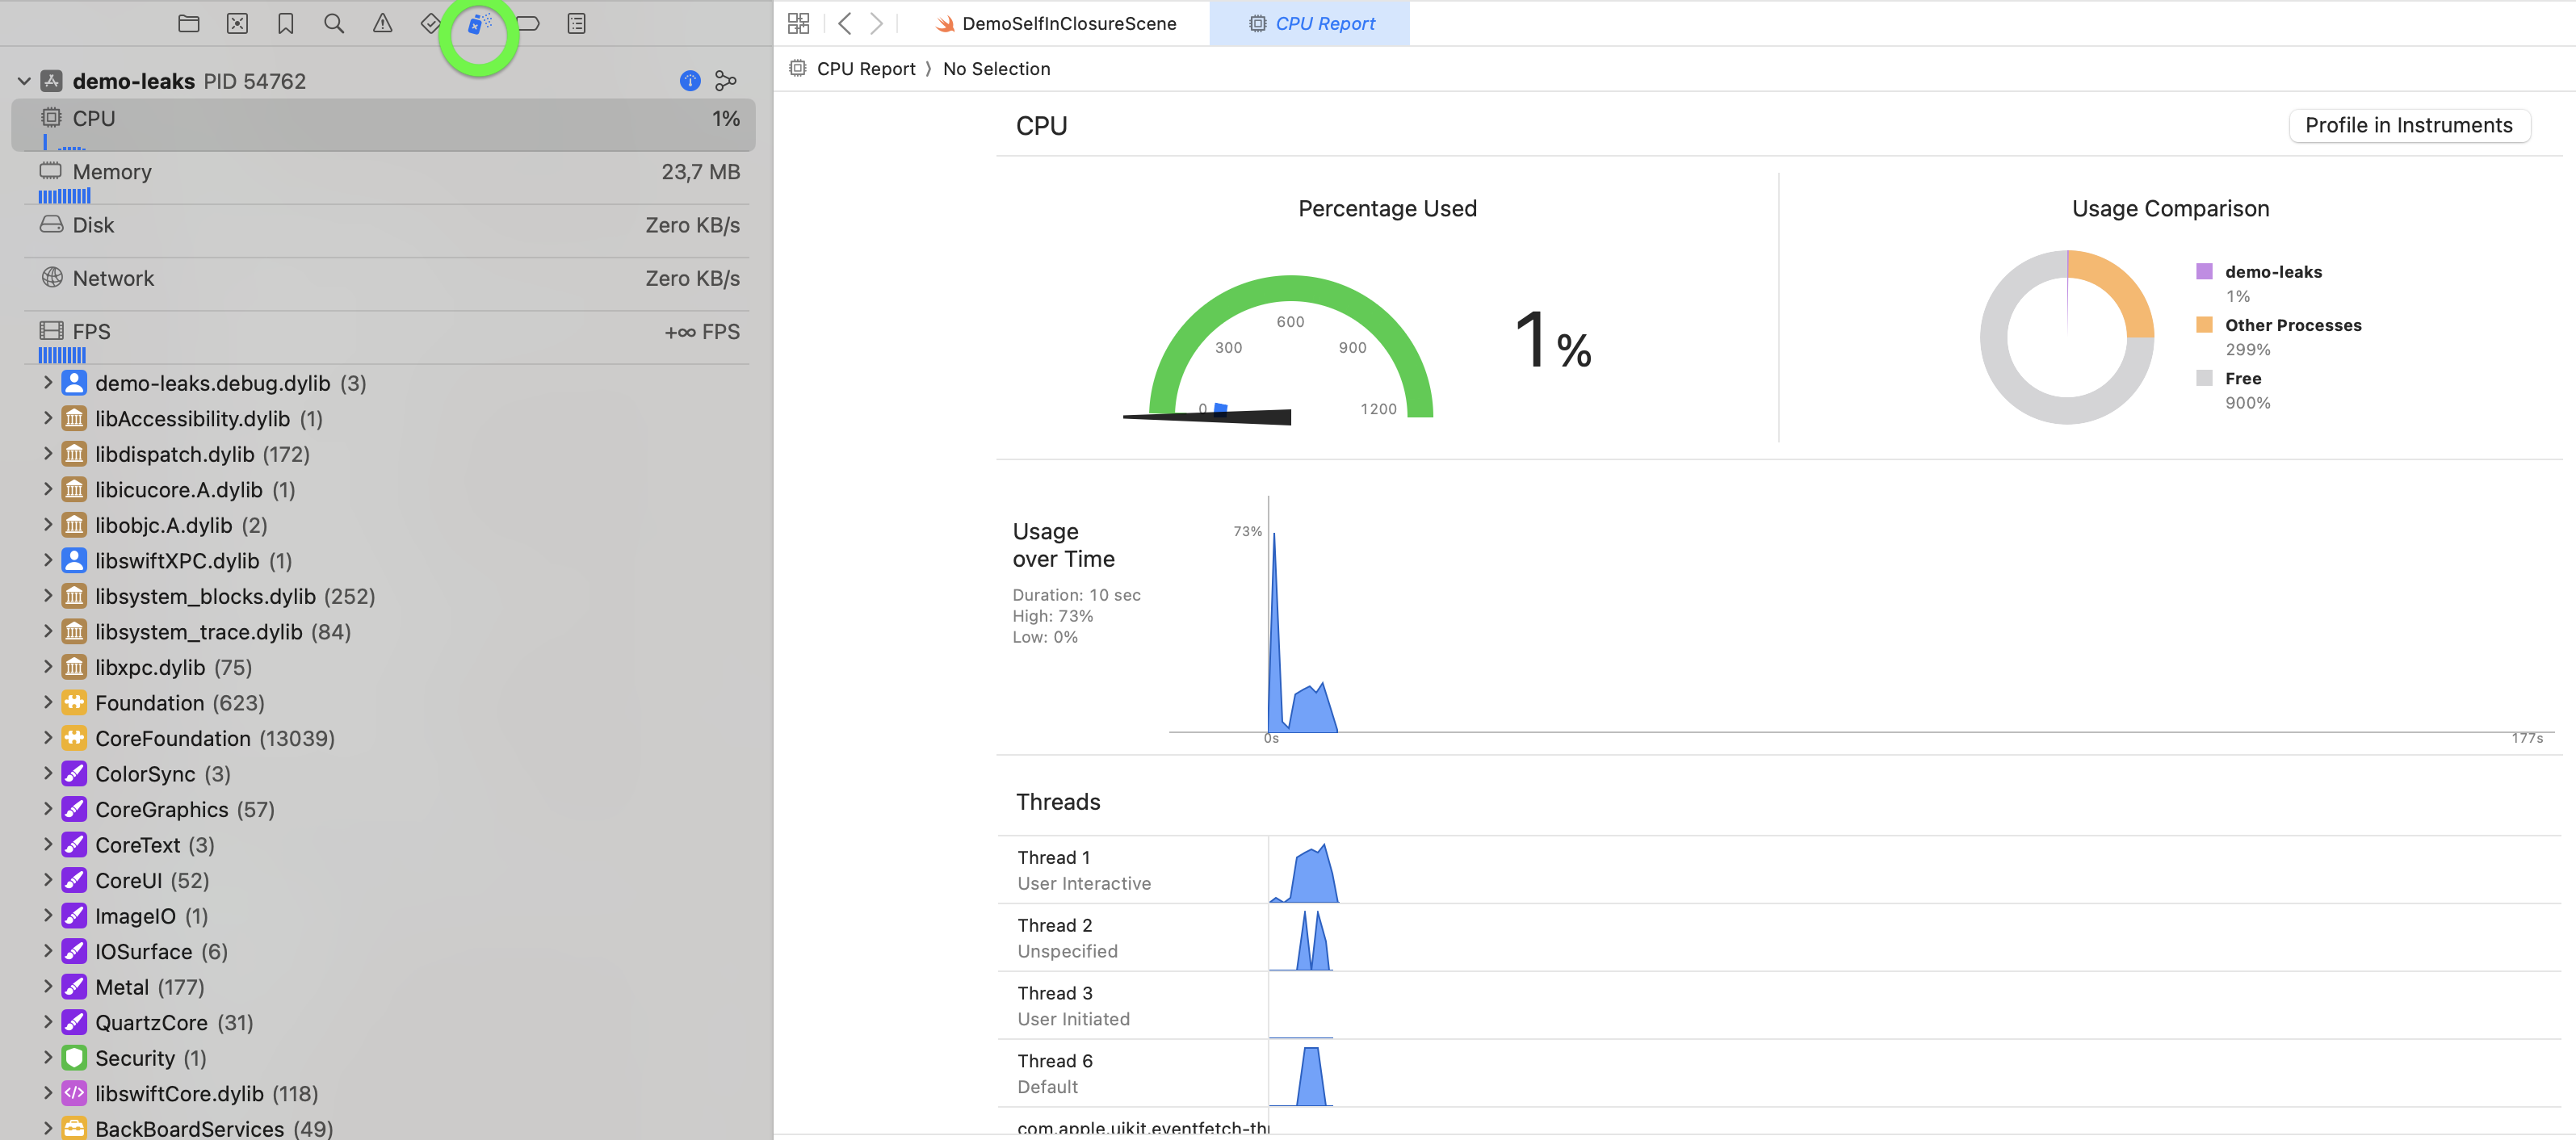 DemoSelfInClosureScene
CPU Report
demo-leaks PID 54762
CPU 1%
Memory 23,7 MB
Disk Zero KB/s
Network Zero KB/s
FPS +∞ FPS
demo-leaks.debug.dylib (3)
libAccessibility.dylib (1)
libdispatch.dylib (172)
libicucore.A.dylib (1)
libobjc.A.dylib (2)
libswiftXPC.dylib (1)
libsystem_blocks.dylib (252)
libsystem_trace.dylib (84)
libxpc.dylib (75)
Foundation (623)
CoreFoundation (13039)
ColorSync (3)
CoreGraphics (57)
CoreText (3)
CoreUI (52)
ImageIO (1)
IOSurface (6)
Metal (177)
QuartzCore (31)
Security (1)
libswiftCore.dylib (118)
BackBoardServices (49)
CPU Report 〉 No Selection
CPU
Profile in Instruments
Percentage Used
0
300
600
900
1200
1%
Usage Comparison
demo-leaks
1%
Other Processes
299%
Free
900%
Usage
over Time
Duration: 10 sec
High: 73%
Low: 0%
73%
0s
177s
Threads
Thread 1
User Interactive
Thread 2
Unspecified
Thread 3
User Initiated
Thread 6
Default
com.apple.uikit.eventfetch-thr